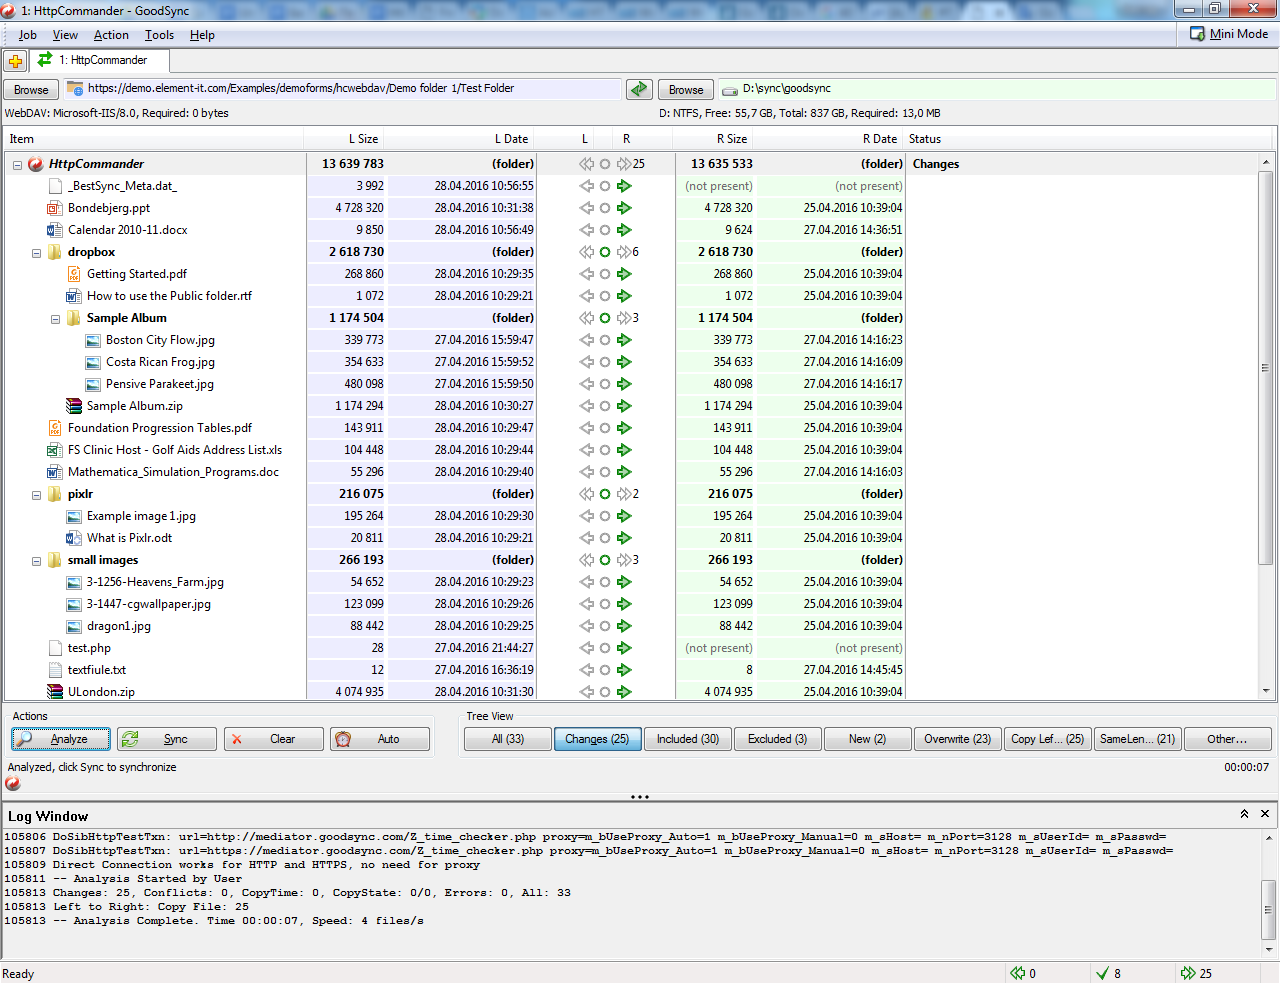 1: HttpCommander - GoodSync
Job View Action Tools Help Mini Mode
1: HttpCommander
Browse https://demo.element-it.com/Examples/demoforms/hcwebdav/Demo folder 1/Test Folder Browse D:\sync\goodsync
WebDAV: Microsoft-IIS/8.0, Required: 0 bytes D: NTFS, Free: 55,7 GB, Total: 837 GB, Required: 13,0 MB
Item L Size L Date L R R Size R Date Status
HttpCommander 13 639 783 (folder) 25 13 635 533 (folder) Changes
_BestSync_Meta.dat_ 3 992 28.04.2016 10:56:55 (not present) (not present)
Bondebjerg.ppt 4 728 320 28.04.2016 10:31:38 4 728 320 25.04.2016 10:39:04
Calendar 2010-11.docx 9 850 28.04.2016 10:56:49 9 624 27.04.2016 14:36:51
dropbox 2 618 730 (folder) 6 2 618 730 (folder)
Getting Started.pdf 268 860 28.04.2016 10:29:35 268 860 25.04.2016 10:39:04
How to use the Public folder.rtf 1 072 28.04.2016 10:29:21 1 072 25.04.2016 10:39:04
Sample Album 1 174 504 (folder) 3 1 174 504 (folder)
Boston City Flow.jpg 339 773 27.04.2016 15:59:47 339 773 27.04.2016 14:16:23
Costa Rican Frog.jpg 354 633 27.04.2016 15:59:52 354 633 27.04.2016 14:16:09
Pensive Parakeet.jpg 480 098 27.04.2016 15:59:50 480 098 27.04.2016 14:16:17
Sample Album.zip 1 174 294 28.04.2016 10:30:27 1 174 294 25.04.2016 10:39:04
Foundation Progression Tables.pdf 143 911 28.04.2016 10:29:47 143 911 25.04.2016 10:39:04
FS Clinic Host - Golf Aids Address List.xls 104 448 28.04.2016 10:29:44 104 448 25.04.2016 10:39:04
Mathematica_Simulation_Programs.doc 55 296 28.04.2016 10:29:40 55 296 27.04.2016 14:16:03
pixlr 216 075 (folder) 2 216 075 (folder)
Example image 1.jpg 195 264 28.04.2016 10:29:30 195 264 25.04.2016 10:39:04
What is Pixlr.odt 20 811 28.04.2016 10:29:21 20 811 25.04.2016 10:39:04
small images 266 193 (folder) 3 266 193 (folder)
3-1256-Heavens_Farm.jpg 54 652 28.04.2016 10:29:23 54 652 25.04.2016 10:39:04
3-1447-cgwallpaper.jpg 123 099 28.04.2016 10:29:26 123 099 25.04.2016 10:39:04
dragon1.jpg 88 442 28.04.2016 10:29:25 88 442 25.04.2016 10:39:04
test.php 28 27.04.2016 21:44:27 (not present) (not present)
textfiule.txt 12 27.04.2016 16:36:19 8 27.04.2016 14:45:45
ULondon.zip 4 074 935 28.04.2016 10:31:30 4 074 935 25.04.2016 10:39:04
Actions Tree View
Analyze Sync Clear Auto All (33) Changes (25) Included (30) Excluded (3) New (2) Overwrite (23) Copy Lef... (25) SameLen... (21) Other...
Analyzed, click Sync to synchronize 00:00:07
Log Window
105806 DoSibHttpTestTxn: url=http://mediator.goodsync.com/Z_time_checker.php proxy=m_bUseProxy_Auto=1 m_bUseProxy_Manual=0 m_sHost= m_nPort=3128 m_sUserId= m_sPasswd=
105807 DoSibHttpTestTxn: url=https://mediator.goodsync.com/Z_time_checker.php proxy=m_bUseProxy_Auto=1 m_bUseProxy_Manual=0 m_sHost= m_nPort=3128 m_sUserId= m_sPasswd=
105809 Direct Connection works for HTTP and HTTPS, no need for proxy
105811 -- Analysis Started by User
105813 Changes: 25, Conflicts: 0, CopyTime: 0, CopyState: 0/0, Errors: 0, All: 33
105813 Left to Right: Copy File: 25
105813 -- Analysis Complete. Time 00:00:07, Speed: 4 files/s
Ready 0 8 25